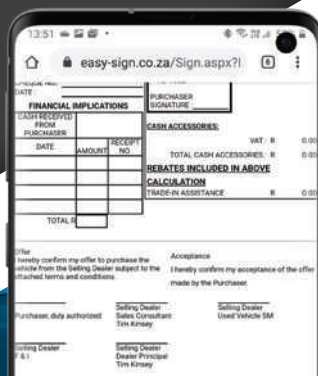 13:51
easy-sign.co.za/Sign.aspx?I
6
DATE
PURCHASER
SIGNATURE
FINANCIAL IMPLICATIONS
CASH RECEIVED
FROM
PURCHASER
DATE
AMOUNT
RECEIPT
NO
TOTAL R
CASH ACCESSORIES:
VAT: R 0.00
TOTAL CASH ACCESSORIES: R 0.00
REBATES INCLUDED IN ABOVE
CALCULATION
TRADE-IN ASSISTANCE R 0.00
Offer
I hereby confirm my offer to purchase the
vehicle from the Selling Dealer subject to the
attached terms and conditions.
Acceptance
I hereby confirm my acceptance of the offer
made by the Purchaser.
Purchaser, duly authorized
Selling Dealer
Sales Consultant
Tim Kinsey
Selling Dealer
Used Vehicle SM
Selling Dealer
F & I
Selling Dealer
Dealer Principal
Tim Kinsey